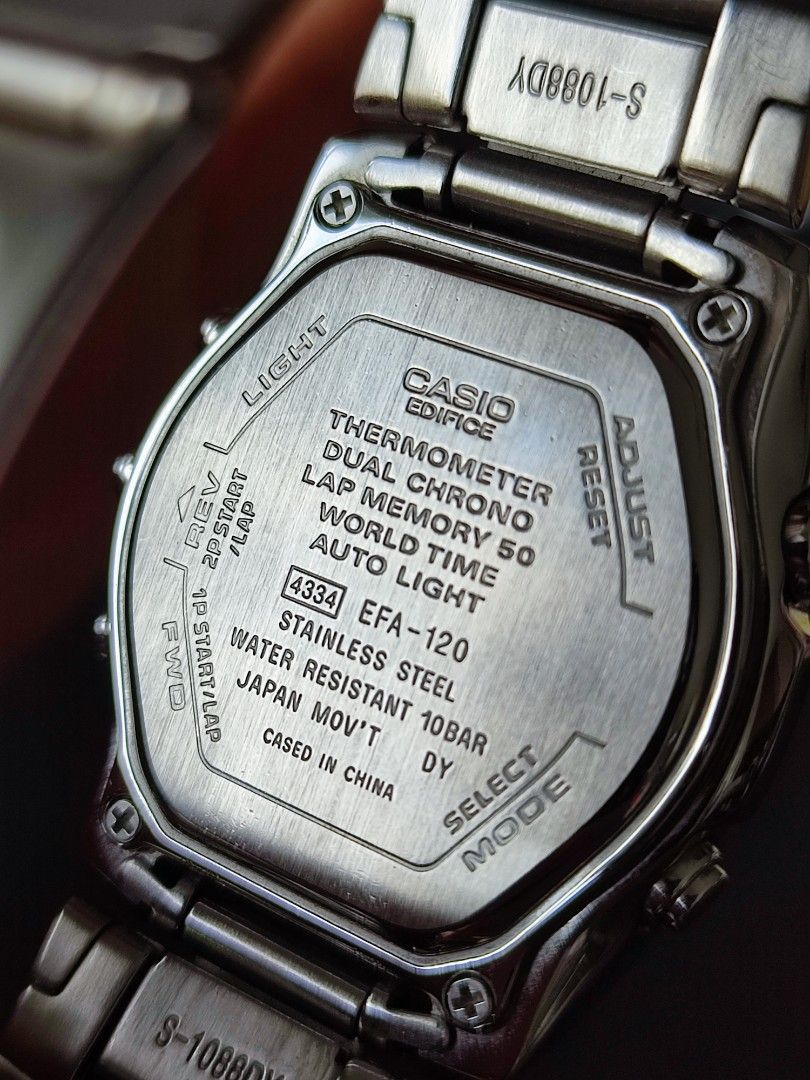 S-1088DY
LIGHT
CASIO
EDIFICE
THERMOMETER
DUAL CHRONO
LAP MEMORY 50
WORLD TIME
AUTO LIGHT
4334 EFA-120
STAINLESS STEEL
WATER RESISTANT 10BAR
JAPAN MOV'T DY
CASED IN CHINA
ADJUST
RESET
REV
2P START
/LAP
1P START/LAP
FWD
SELECT
MODE
S-1088DY